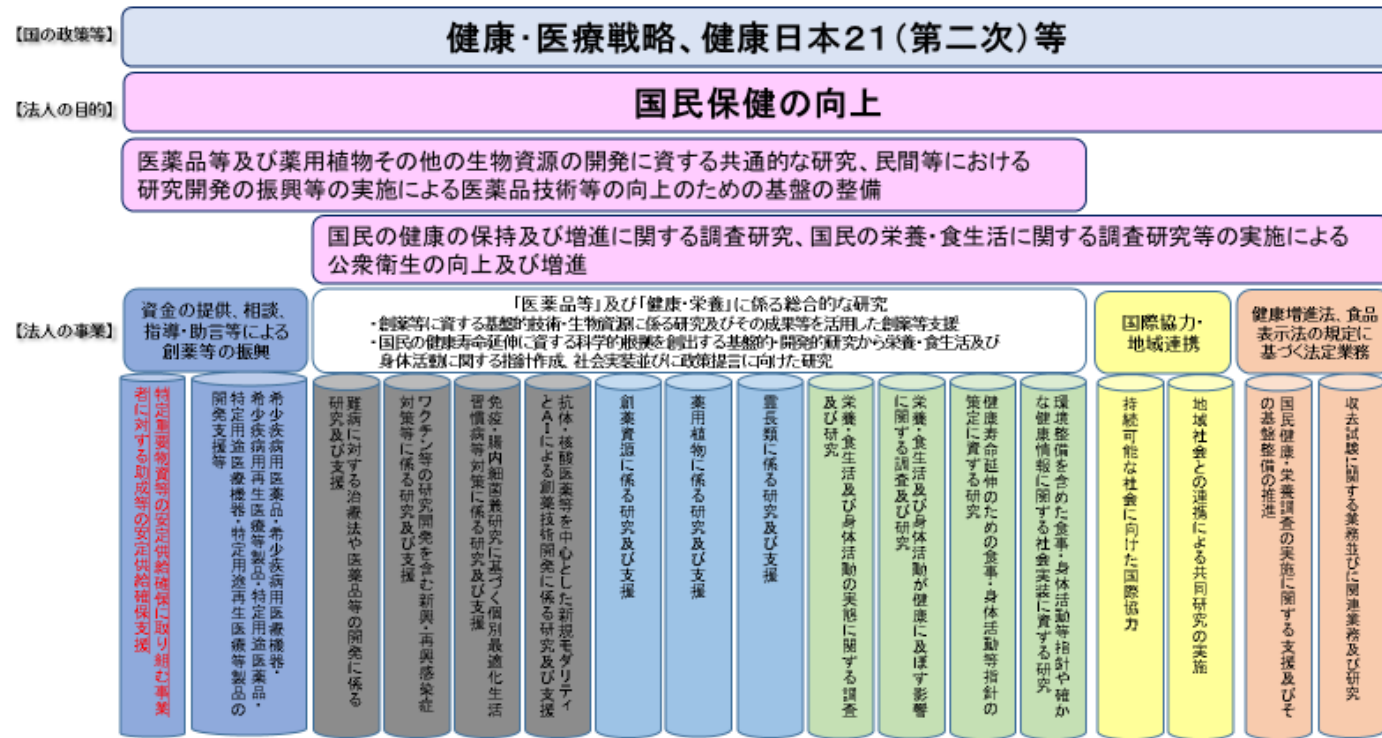 【国の政策等】
健康・医療戦略、健康日本21(第二次)等
【法人の目的】
国民保健の向上
医薬品等及び薬用植物その他の生物資源の開発に資する共通的な研究、民間等における
研究開発の振興等の実施による医薬品技術等の向上のための基盤の整備
国民の健康の保持及び増進に関する調査研究、国民の栄養・食生活に関する調査研究等の実施による
公衆衛生の向上及び増進
【法人の事業】
資金の提供、相談、
指導・助言等による
創薬等の振興
「医薬品等」及び「健康・栄養」に係る総合的な研究
・創薬等に資する基盤的技術・生物資源に係る研究及びその成果等を活用した創薬等支援
・国民の健康寿命延伸に資する科学的根拠を創出する基盤的・開発的研究から栄養・食生活及び
身体活動に関する指針作成、社会実装並びに政策提言に向けた研究
国際協力・
地域連携
健康増進法、食品
表示法の規定に
基づく法定業務
特定重要物資等の安定供給確保に取り組む事業
者に対する助成等の安定供給確保支援
希少疾病用医薬品・希少疾病用医療機器・
希少疾病用再生医療等製品・特定用途医薬品・
特定用途医療機器・特定用途再生医療等製品の
開発支援等
難病に対する治療法や医薬品等の開発に係る
研究及び支援
ワクチン等の研究開発を含む新興・再興感染症
対策等に係る研究及び支援
免疫・腸内細菌叢研究に基づく個別最適化生活
習慣病等対策に係る研究及び支援
抗体・核酸医薬等を中心とした新規モダリティ
とAIによる創薬技術開発に係る研究及び支援
創薬資源に係る研究及び支援
薬用植物に係る研究及び支援
霊長類に係る研究及び支援
栄養・食生活及び身体活動の実態に関する調査
及び研究
栄養・食生活及び身体活動が健康に及ぼす影響
に関する調査及び研究
健康寿命延伸のための食事・身体活動等指針の
策定に資する研究
環境整備を含めた食事・身体活動等指針や確か
な健康情報に関する社会実装に資する研究
持続可能な社会に向けた国際協力
地域社会との連携による共同研究の実施
国民健康・栄養調査の実施に関する支援及びそ
の基盤整備の推進
収去試験に関する業務並びに関連業務及び研究